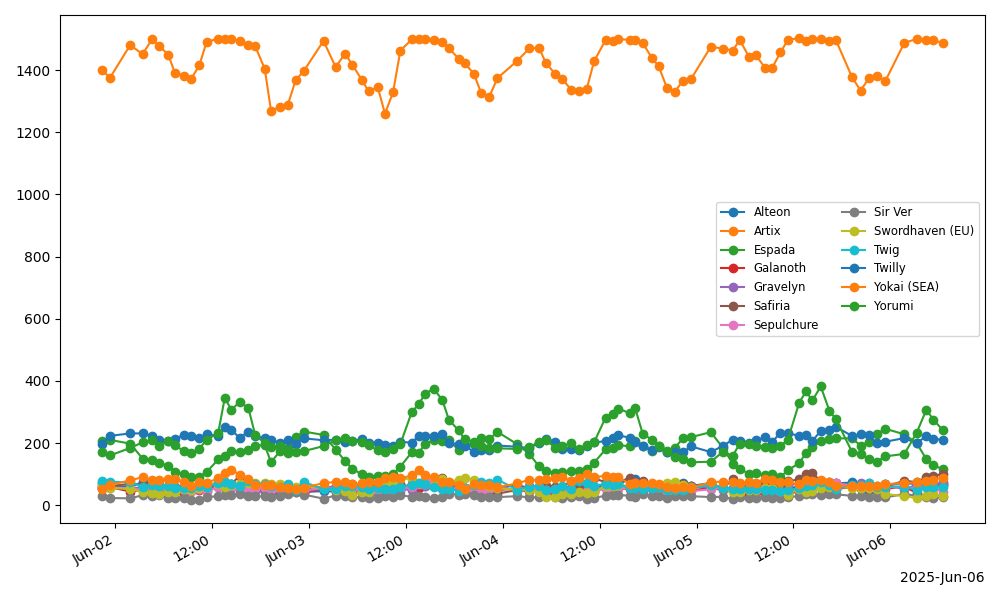 1400
1200
1000
800
600
400
200
0
Alteon
Artix
Espada
Galanoth
Gravelyn
Safiria
Sepulchure
Sir Ver
Swordhaven (EU)
Twig
Twilly
Yokai (SEA)
Yorumi
Jun-02
12:00
Jun-03
12:00
Jun-04
12:00
Jun-05
12:00
Jun-06
2025-Jun-06